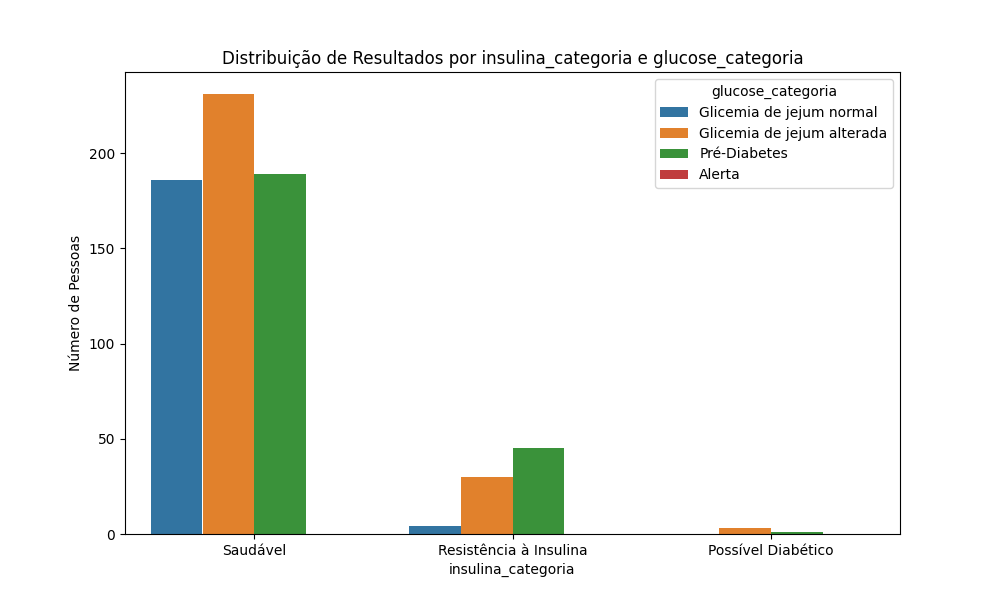 Distribuição de Resultados por insulina_categoria e glucose_categoria
glucose_categoria
Glicemia de jejum normal
Glicemia de jejum alterada
Pré-Diabetes
Alerta
Número de Pessoas
200
150
100
50
0
Saudável
Resistência à Insulina
Possível Diabético
insulina_categoria